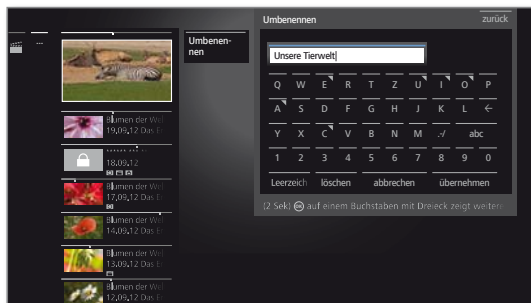 Umbenennen zurück
Umbenen-
nen
Unsere Tierwelt
Q W E R T Z U I O P
A S D F G H J K L ←
Y X C V B N M .-/ abc
1 2 3 4 5 6 7 8 9 0
Leerzeich löschen abbrechen übernehmen
(2 Sek) OK auf einem Buchstaben mit Dreieck zeigt weitere
Blumen der Wel
19.09.12 Das E
18.09.12
Blumen der Wel
17.09.12 Das E
Blumen der Wel
14.09.12 Das E
Blumen der Wel
13.09.12 Das E
Blumen der Wel
12.09.12 Das E